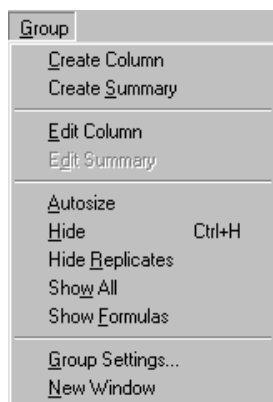 Group
Create Column
Create Summary
Edit Column
Edit Summary
Autosize
Hide Ctrl+H
Hide Replicates
Show All
Show Formulas
Group Settings...
New Window